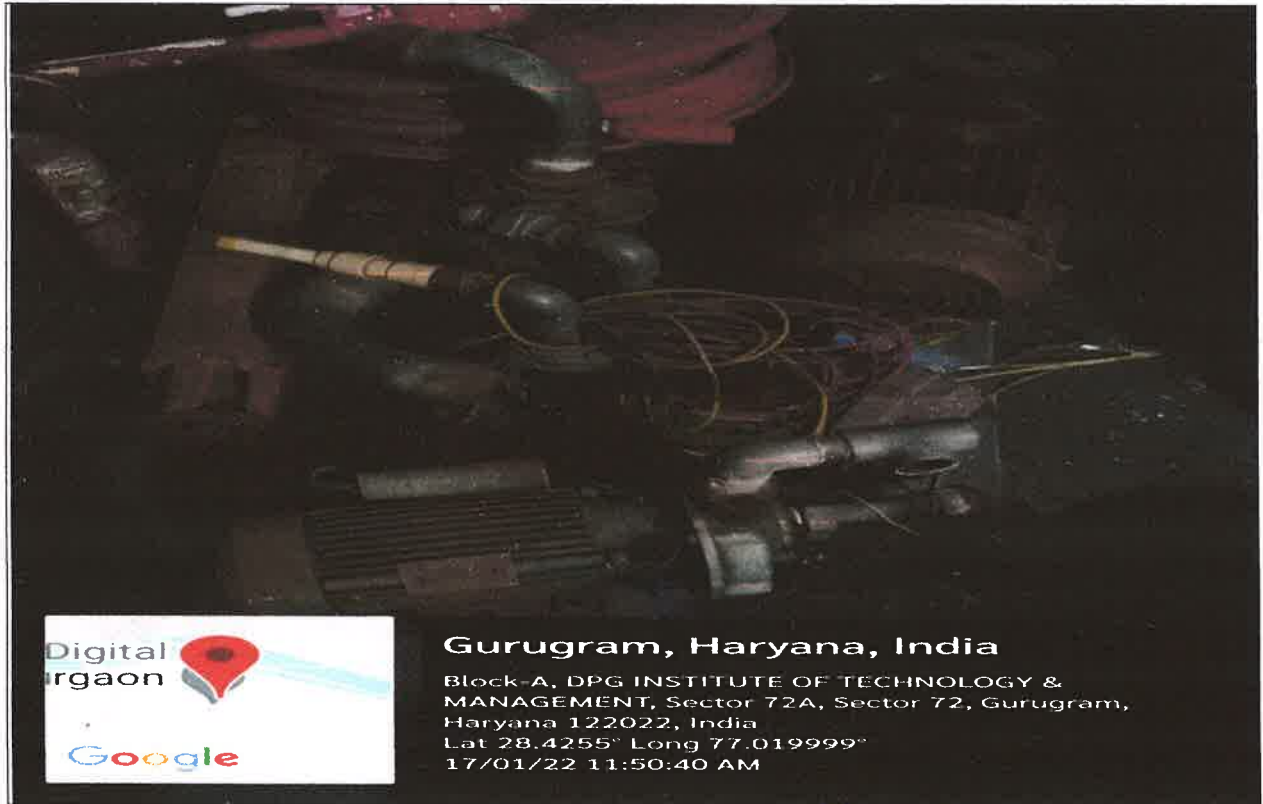 Digital
irgaon
Google
Gurugram, Haryana, India
Block-A, DPG INSTITUTE OF TECHNOLOGY &
MANAGEMENT, Sector 72A, Sector 72, Gurugram,
Haryana 122022, India
Lat 28.4255° Long 77.019999°
17/01/22 11:50:40 AM